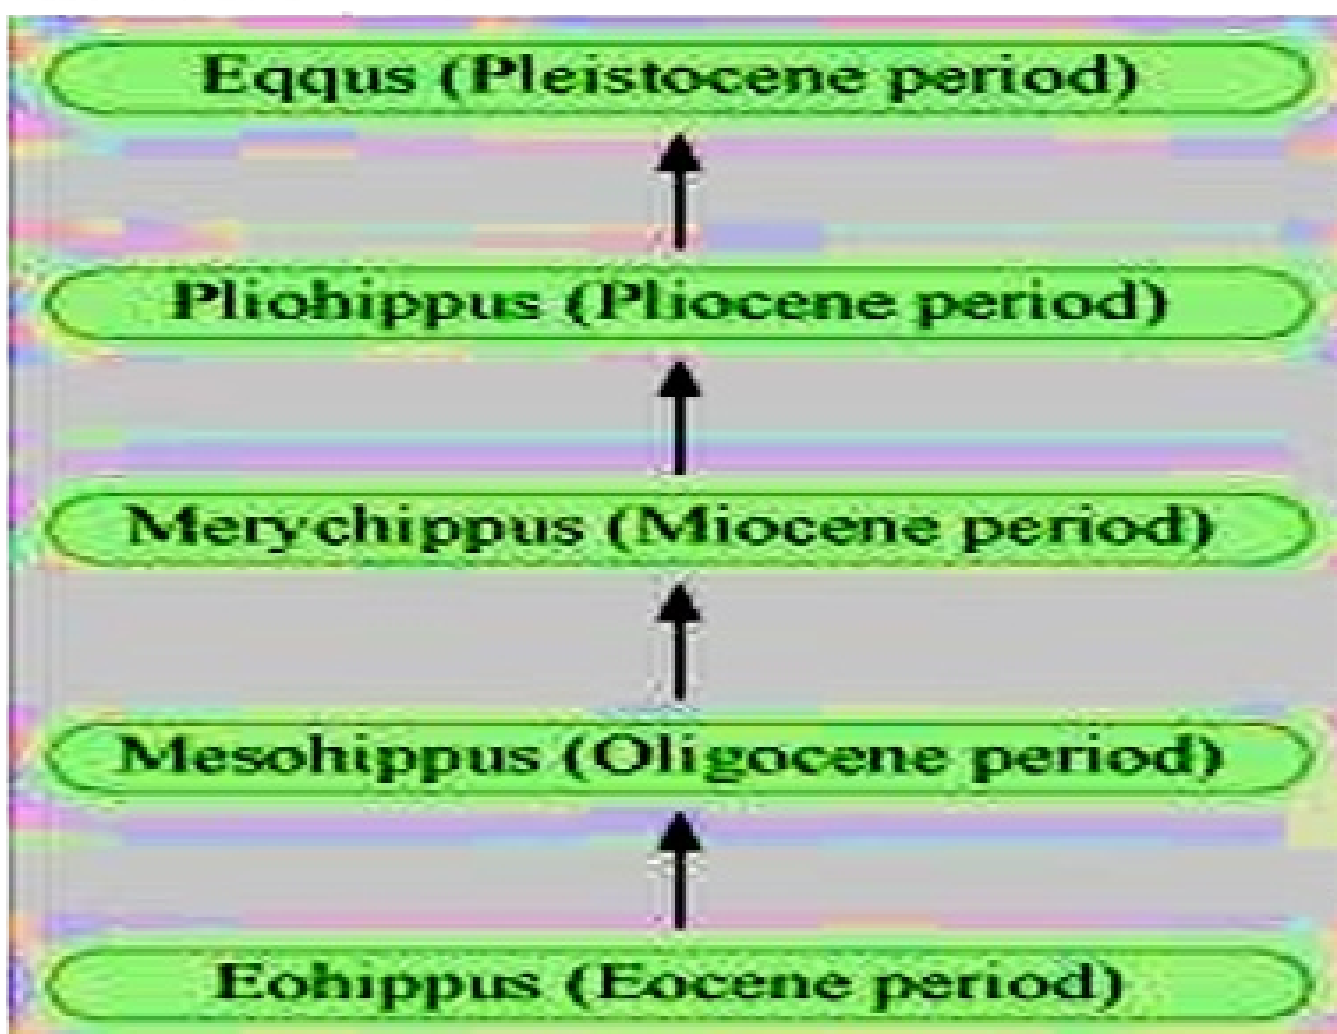 Eqqus (Pleistocene period)
Pliohippus (Pliocene period)
Merychippus (Miocene period)
Mesohippus (Oligocene period)
Eohippus (Eocene period)